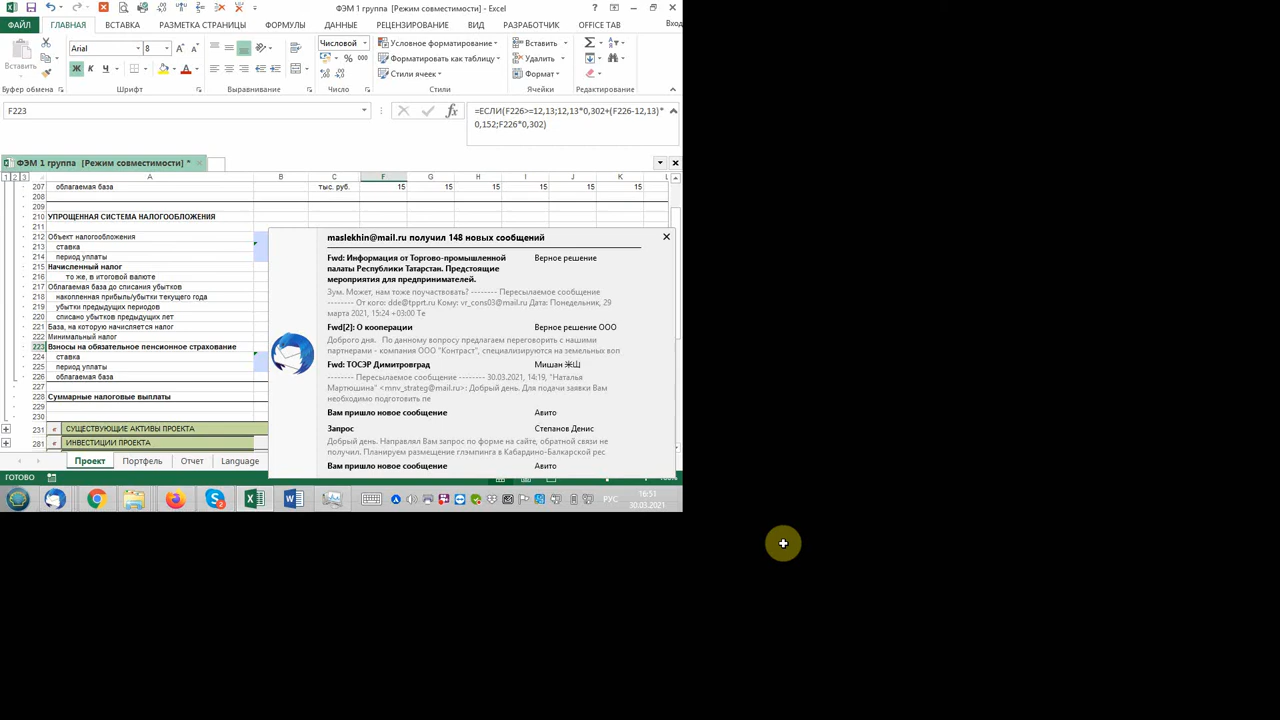 ФЭМ 1 группа [Режим совместимости] - Excel
ФАЙЛ ГЛАВНАЯ ВСТАВКА РАЗМЕТКА СТРАНИЦЫ ФОРМУЛЫ ДАННЫЕ РЕЦЕНЗИРОВАНИЕ ВИД РАЗРАБОТЧИК OFFICE TAB Вход
Вставить
Arial 8
Ж К Ч
Числовой
% 000
Условное форматирование
Форматировать как таблицу
Стили ячеек
Вставить
Удалить
Формат
Буфер обмена Шрифт Выравнивание Число Стили Ячейки Редактирование
F223
=ЕСЛИ(F226>=12,13;12,13*0,302+(F226-12,13)*
0,152;F226*0,302)
ФЭМ 1 группа [Режим совместимости] *
1 2 3 A B C F G H I J K L
207 облагаемая база тыс. руб. 15 15 15 15 15 15
208
209
210 УПРОЩЕННАЯ СИСТЕМА НАЛОГООБЛОЖЕНИЯ
211
212 Объект налогообложения
213 ставка
214 период уплаты
215 Начисленный налог
216 то же, в итоговой валюте
217 Облагаемая база до списания убытков
218 накопленная прибыль/убытки текущего года
219 убытки предыдущих периодов
220 списано убытков предыдущих лет
221 База, на которую начисляется налог
222 Минимальный налог
223 Взносы на обязательное пенсионное страхование
224 ставка
225 период уплаты
226 облагаемая база
227
228 Суммарные налоговые выплаты
229
230
231 СУЩЕСТВУЮЩИЕ АКТИВЫ ПРОЕКТА
281 ИНВЕСТИЦИИ ПРОЕКТА
maslekhin@mail.ru получил 148 новых сообщений
Fwd: Информация от Торгово-промышленной Верное решение
палаты Республики Татарстан. Предстоящие
мероприятия для предпринимателей.
Зум. Может, нам тоже поучаствовать? -------- Пересылаемое сообщение
-------- От кого: dde@tpprt.ru Кому: vr_cons03@mail.ru Дата: Понедельник, 29
марта 2021, 15:24 +03:00 Те
Fwd[2]: О кооперации Верное решение ООО
Доброго дня. По данному вопросу предлагаем переговорить с нашими
партнерами - компания ООО "Контраст", специализируются на земельных воп
Fwd: ТОСЭР Димитровград Мишан 米山
-------- Пересылаемое сообщение -------- 30.03.2021, 14:19, "Наталья
Мартюшина" <mnv_strateg@mail.ru>: Добрый день. Для подачи заявки Вам
необходимо подготовить пе
Вам пришло новое сообщение Авито
Запрос Степанов Денис
Добрый день. Направлял Вам запрос по форме на сайте, обратной связи не
получил. Планируем размещение глэмпинга в Кабардино-Балкарской рес
Вам пришло новое сообщение Авито
Проект Портфель Отчет Language
ГОТОВО
РУС
16:51
30.03.2021